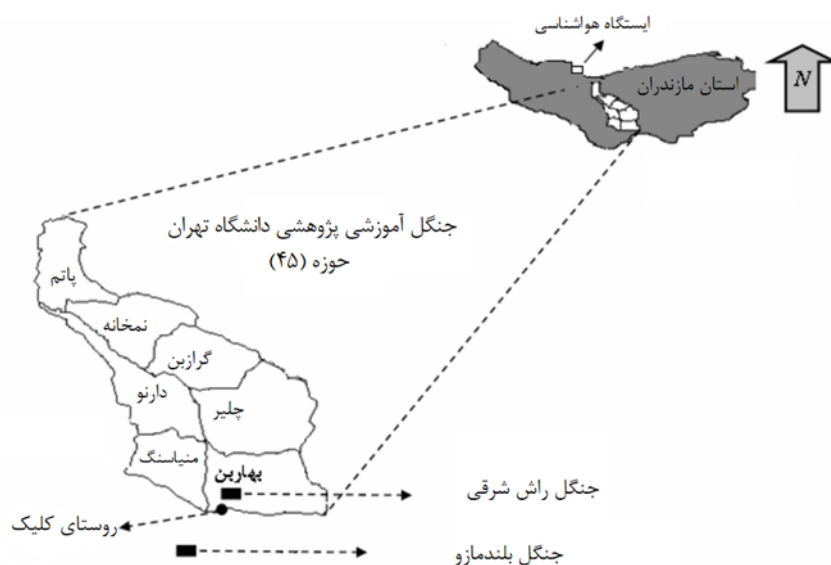 ایستگاه هواشناسی
استان مازندران
N
جنگل آموزشی پژوهشی دانشگاه تهران
حوزه (۴۵)
پاتم
نمخانه
گرازبن
دارنو
چلیر
منیاسنگ
بهاربن
جنگل راش شرقی
روستای کلیک
جنگل بلندمازو